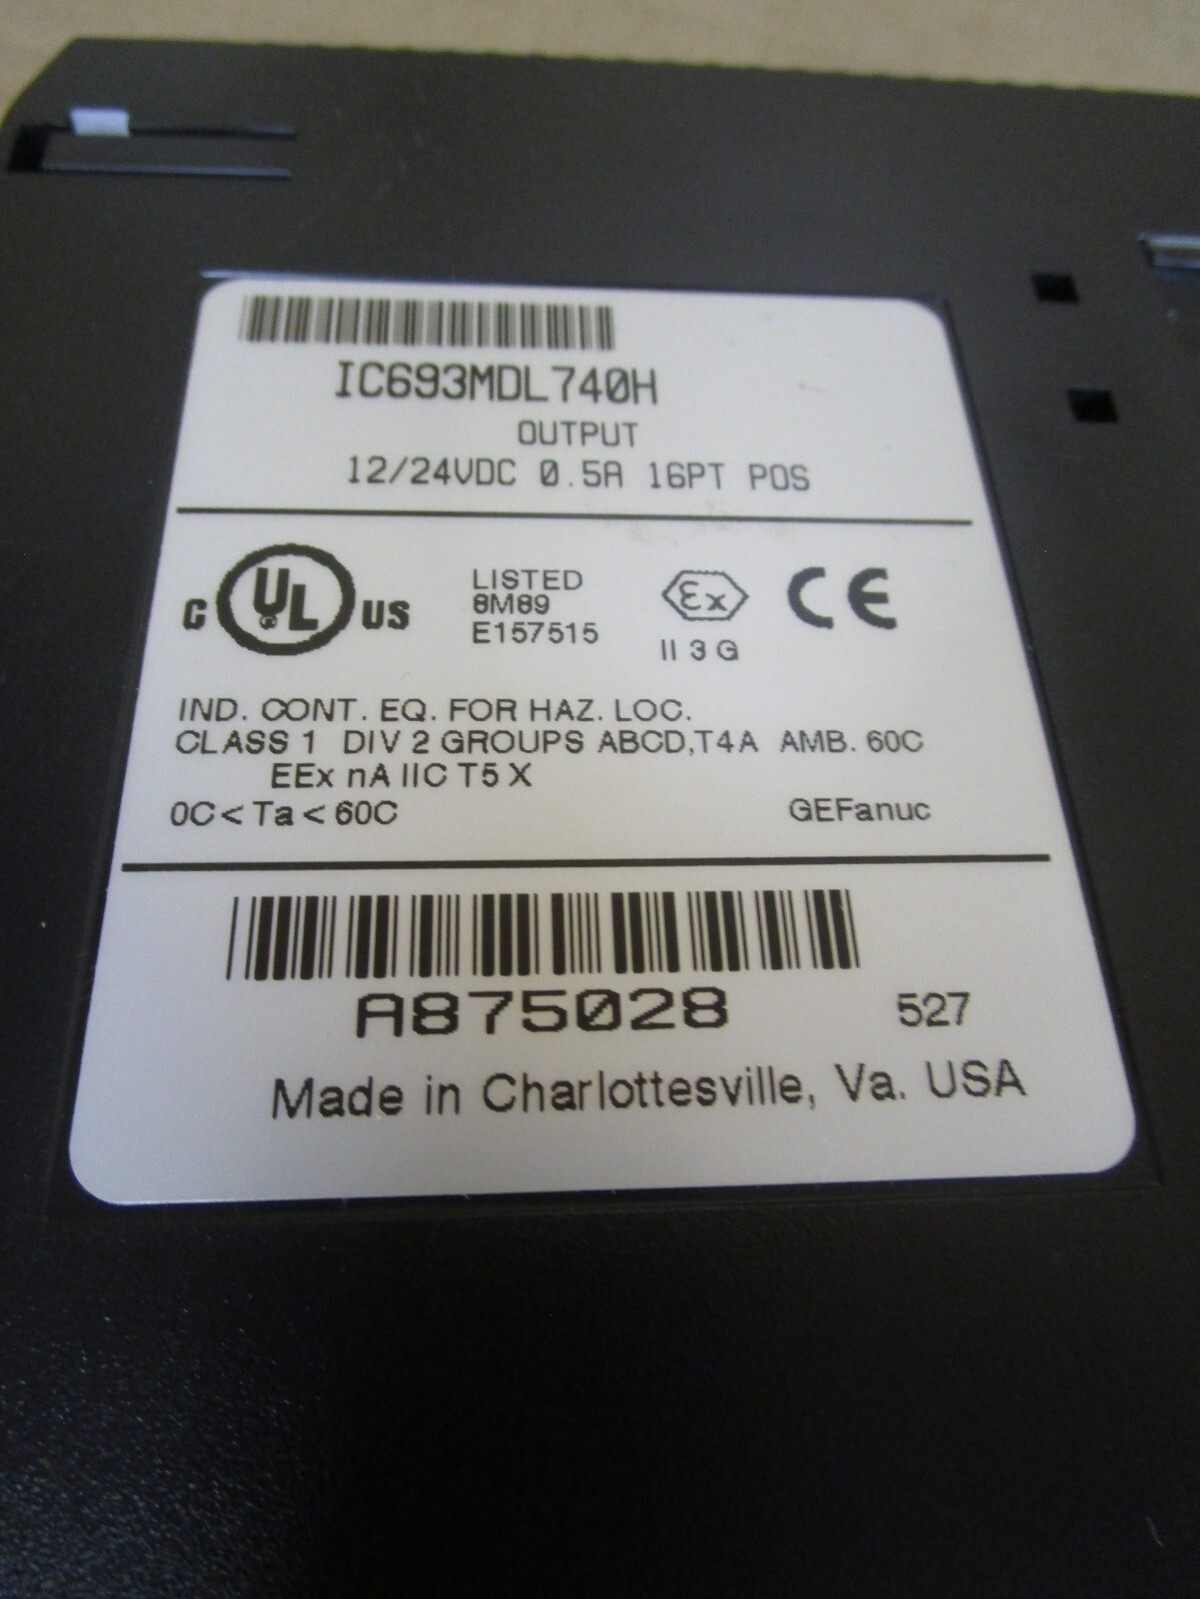 IC693MDL740H
OUTPUT
12/24VDC 0.5A 16PT POS
C UL® US
LISTED
8M89
E157515
Ex
II 3 G
CE
IND. CONT. EQ. FOR HAZ. LOC.
CLASS 1 DIV 2 GROUPS ABCD,T4A AMB. 60C
EEx nA IIC T5 X
0C < Ta < 60C GEFanuc
A875028 527
Made in Charlottesville, Va. USA